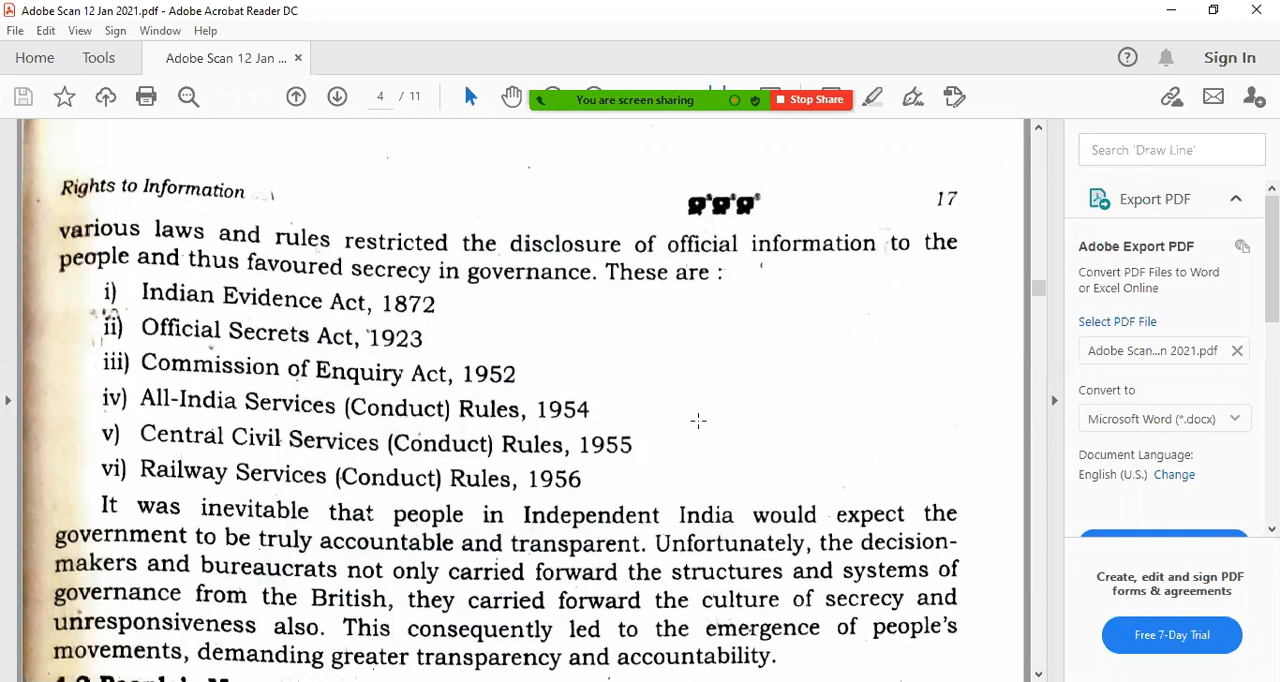 Adobe Scan 12 Jan 2021.pdf - Adobe Acrobat Reader DC
File Edit View Sign Window Help
Home Tools Adobe Scan 12 Jan ... × Sign In
4 / 11 You are screen sharing Stop Share
Search 'Draw Line'
Export PDF
Adobe Export PDF
Convert PDF Files to Word
or Excel Online
Select PDF File
Adobe Scan...n 2021.pdf
Convert to
Microsoft Word (*.docx)
Document Language:
English (U.S.) Change
Create, edit and sign PDF
forms & agreements
Free 7-Day Trial
Rights to Information 17
various laws and rules restricted the disclosure of official information to the
people and thus favoured secrecy in governance. These are :
i) Indian Evidence Act, 1872
ii) Official Secrets Act, 1923
iii) Commission of Enquiry Act, 1952
iv) All-India Services (Conduct) Rules, 1954
v) Central Civil Services (Conduct) Rules, 1955
vi) Railway Services (Conduct) Rules, 1956
It was inevitable that people in Independent India would expect the
government to be truly accountable and transparent. Unfortunately, the decision-
makers and bureaucrats not only carried forward the structures and systems of
governance from the British, they carried forward the culture of secrecy and
unresponsiveness also. This consequently led to the emergence of people's
movements, demanding greater transparency and accountability.